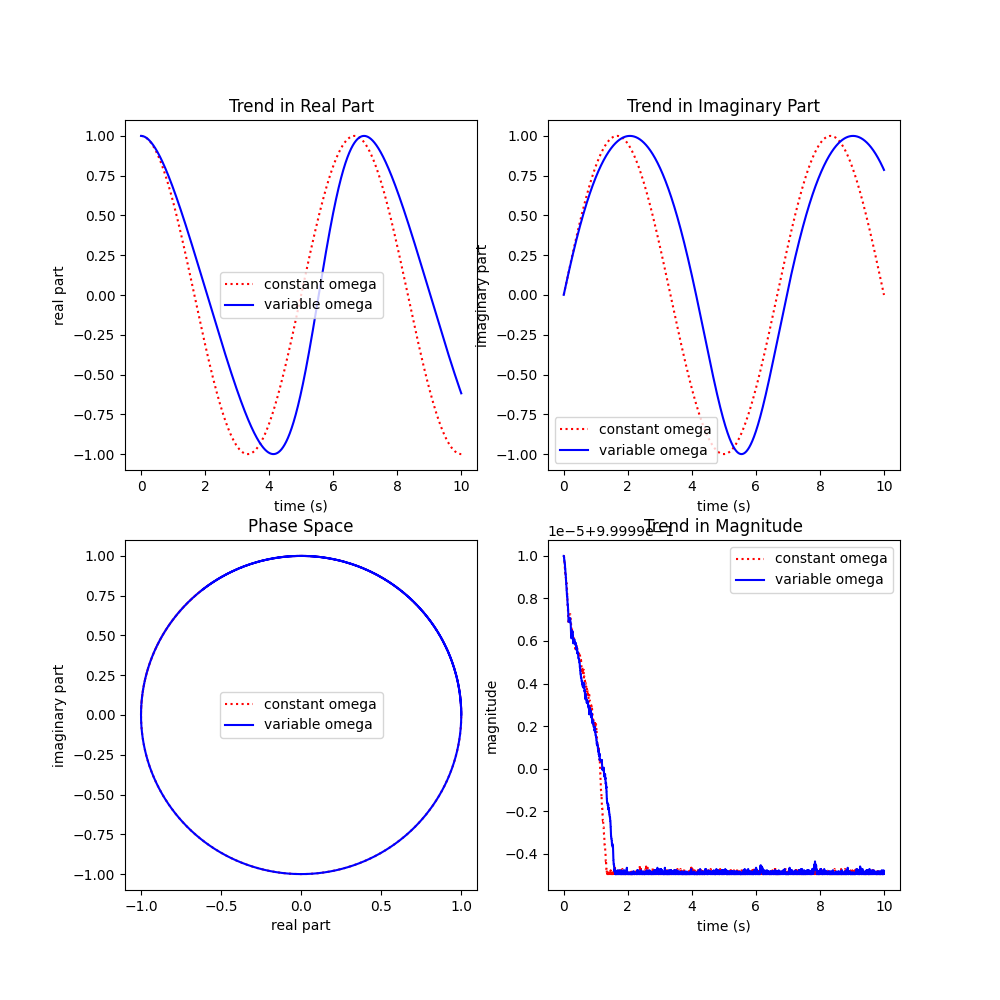 Trend in Real Part
real part
1.00
0.75
0.50
0.25
0.00
−0.25
−0.50
−0.75
−1.00
constant omega
variable omega
0 2 4 6 8 10
time (s)
Trend in Imaginary Part
imaginary part
1.00
0.75
0.50
0.25
0.00
−0.25
−0.50
−0.75
−1.00
constant omega
variable omega
0 2 4 6 8 10
time (s)
Phase Space
imaginary part
1.00
0.75
0.50
0.25
0.00
−0.25
−0.50
−0.75
−1.00
constant omega
variable omega
−1.0 −0.5 0.0 0.5 1.0
real part
Trend in Magnitude
1e−5+9.9999e−1
magnitude
1.0
0.8
0.6
0.4
0.2
0.0
−0.2
−0.4
constant omega
variable omega
0 2 4 6 8 10
time (s)